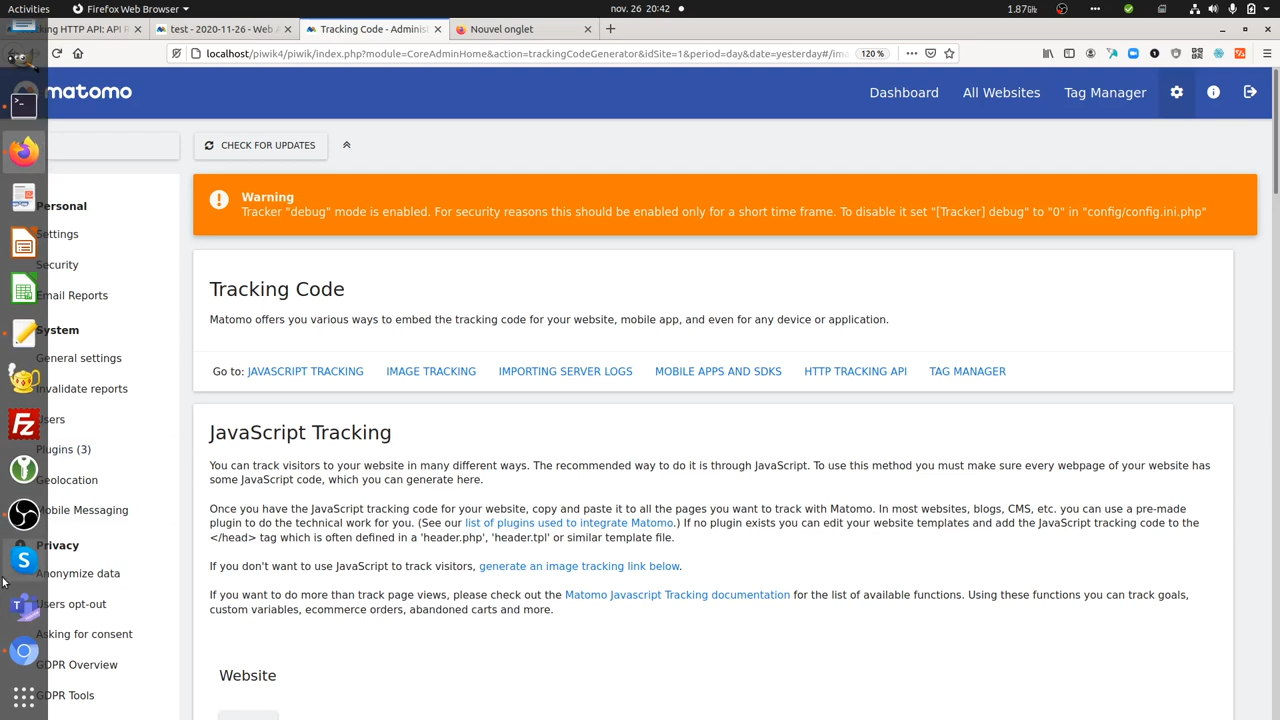 Activities
Firefox Web Browser
nov. 26 20:42
1.87Gib
king HTTP API: API R
test - 2020-11-26 - Web A
Tracking Code - Administ
Nouvel onglet
localhost/piwik4/piwik/index.php?module=CoreAdminHome&action=trackingCodeGenerator&idSite=1&period=day&date=yesterday#/ima
120 %
matomo
Dashboard
All Websites
Tag Manager
CHECK FOR UPDATES
Warning
Tracker "debug" mode is enabled. For security reasons this should be enabled only for a short time frame. To disable it set "[Tracker] debug" to "0" in "config/config.ini.php"
Personal
Settings
Security
Email Reports
System
General settings
Invalidate reports
Users
Plugins (3)
Geolocation
Mobile Messaging
Privacy
Anonymize data
Users opt-out
Asking for consent
GDPR Overview
GDPR Tools
Tracking Code
Matomo offers you various ways to embed the tracking code for your website, mobile app, and even for any device or application.
Go to: JAVASCRIPT TRACKING IMAGE TRACKING IMPORTING SERVER LOGS MOBILE APPS AND SDKS HTTP TRACKING API TAG MANAGER
JavaScript Tracking
You can track visitors to your website in many different ways. The recommended way to do it is through JavaScript. To use this method you must make sure every webpage of your website has
some JavaScript code, which you can generate here.
Once you have the JavaScript tracking code for your website, copy and paste it to all the pages you want to track with Matomo. In most websites, blogs, CMS, etc. you can use a pre-made
plugin to do the technical work for you. (See our list of plugins used to integrate Matomo.) If no plugin exists you can edit your website templates and add the JavaScript tracking code to the
</head> tag which is often defined in a 'header.php', 'header.tpl' or similar template file.
If you don't want to use JavaScript to track visitors, generate an image tracking link below.
If you want to do more than track page views, please check out the Matomo Javascript Tracking documentation for the list of available functions. Using these functions you can track goals,
custom variables, ecommerce orders, abandoned carts and more.
Website